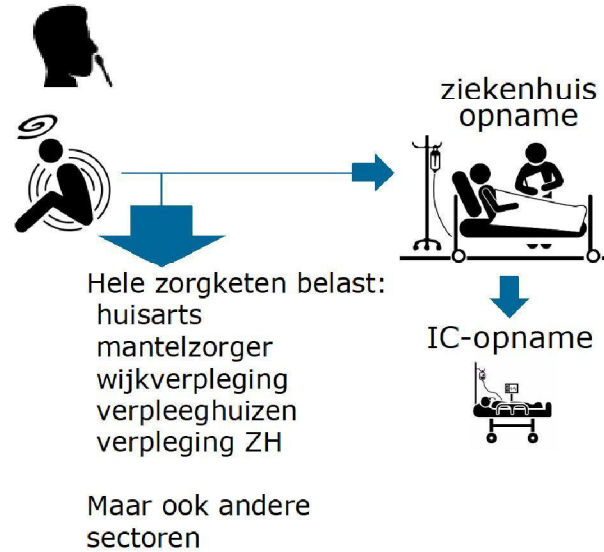 ziekenhuis
opname
Hele zorgketen belast:
huisarts
mantelzorger
wijkverpleging
verpleeghuizen
verpleging ZH
Maar ook andere
sectoren
IC-opname